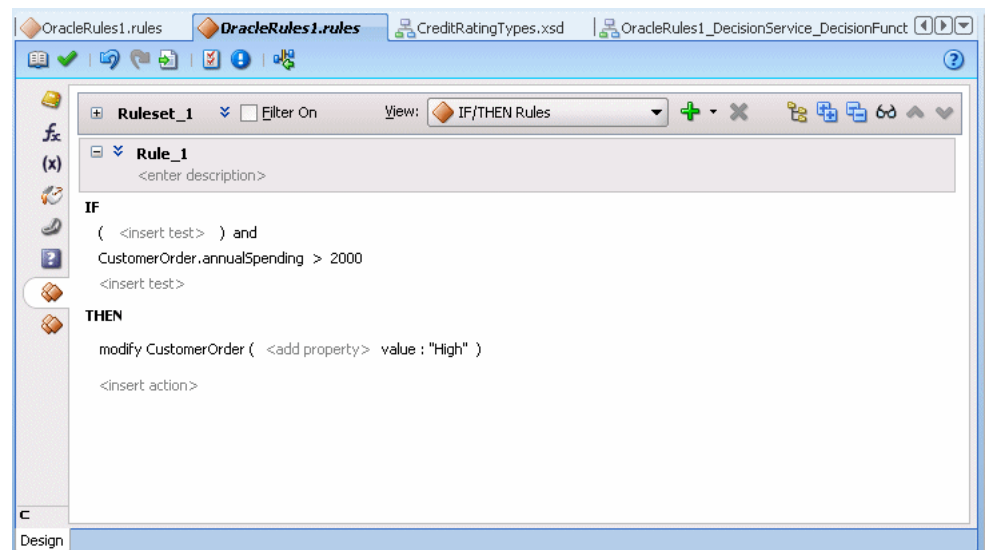 OracleRules1.rules OracleRules1.rules CreditRatingTypes.xsd OracleRules1_DecisionService_DecisionFunct
Ruleset_1 Filter On View: IF/THEN Rules
fx
(x)
Rule_1
<enter description>
IF
( <insert test> ) and
CustomerOrder.annualSpending > 2000
<insert test>
THEN
modify CustomerOrder ( <add property> value : "High" )
<insert action>
Design